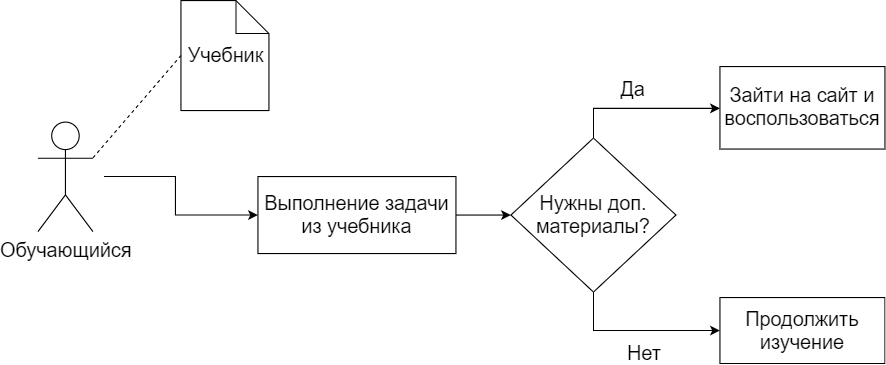 Учебник
Обучающийся
Выполнение задачи
из учебника
Нужны доп.
материалы?
Да
Зайти на сайт и
воспользоваться
Нет
Продолжить
изучение